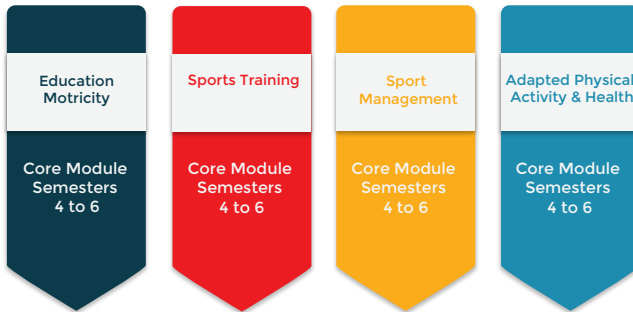 Education
Motricity
Core Module
Semesters
4 to 6
Sports Training
Core Module
Semesters
4 to 6
Sport
Management
Core Module
Semesters
4 to 6
Adapted Physical
Activity & Health
Core Module
Semesters
4 to 6